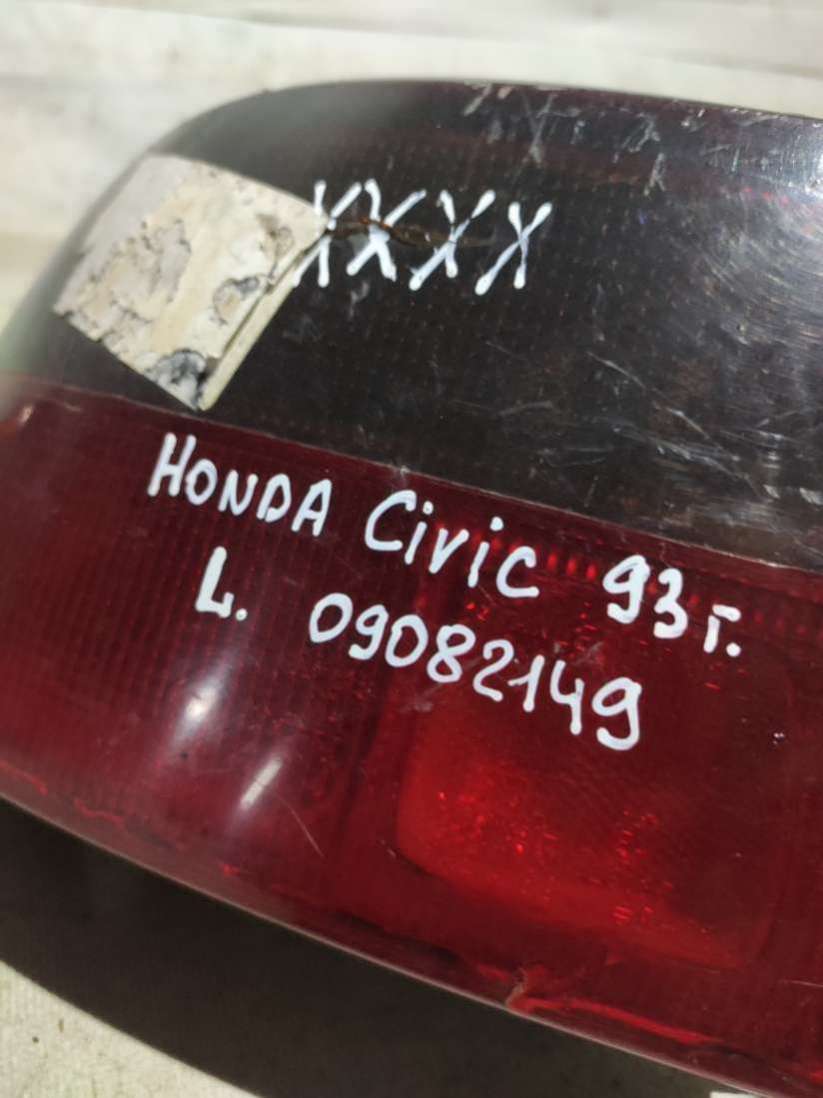 XXXX
HONDA Civic 93г.
L. 09082149